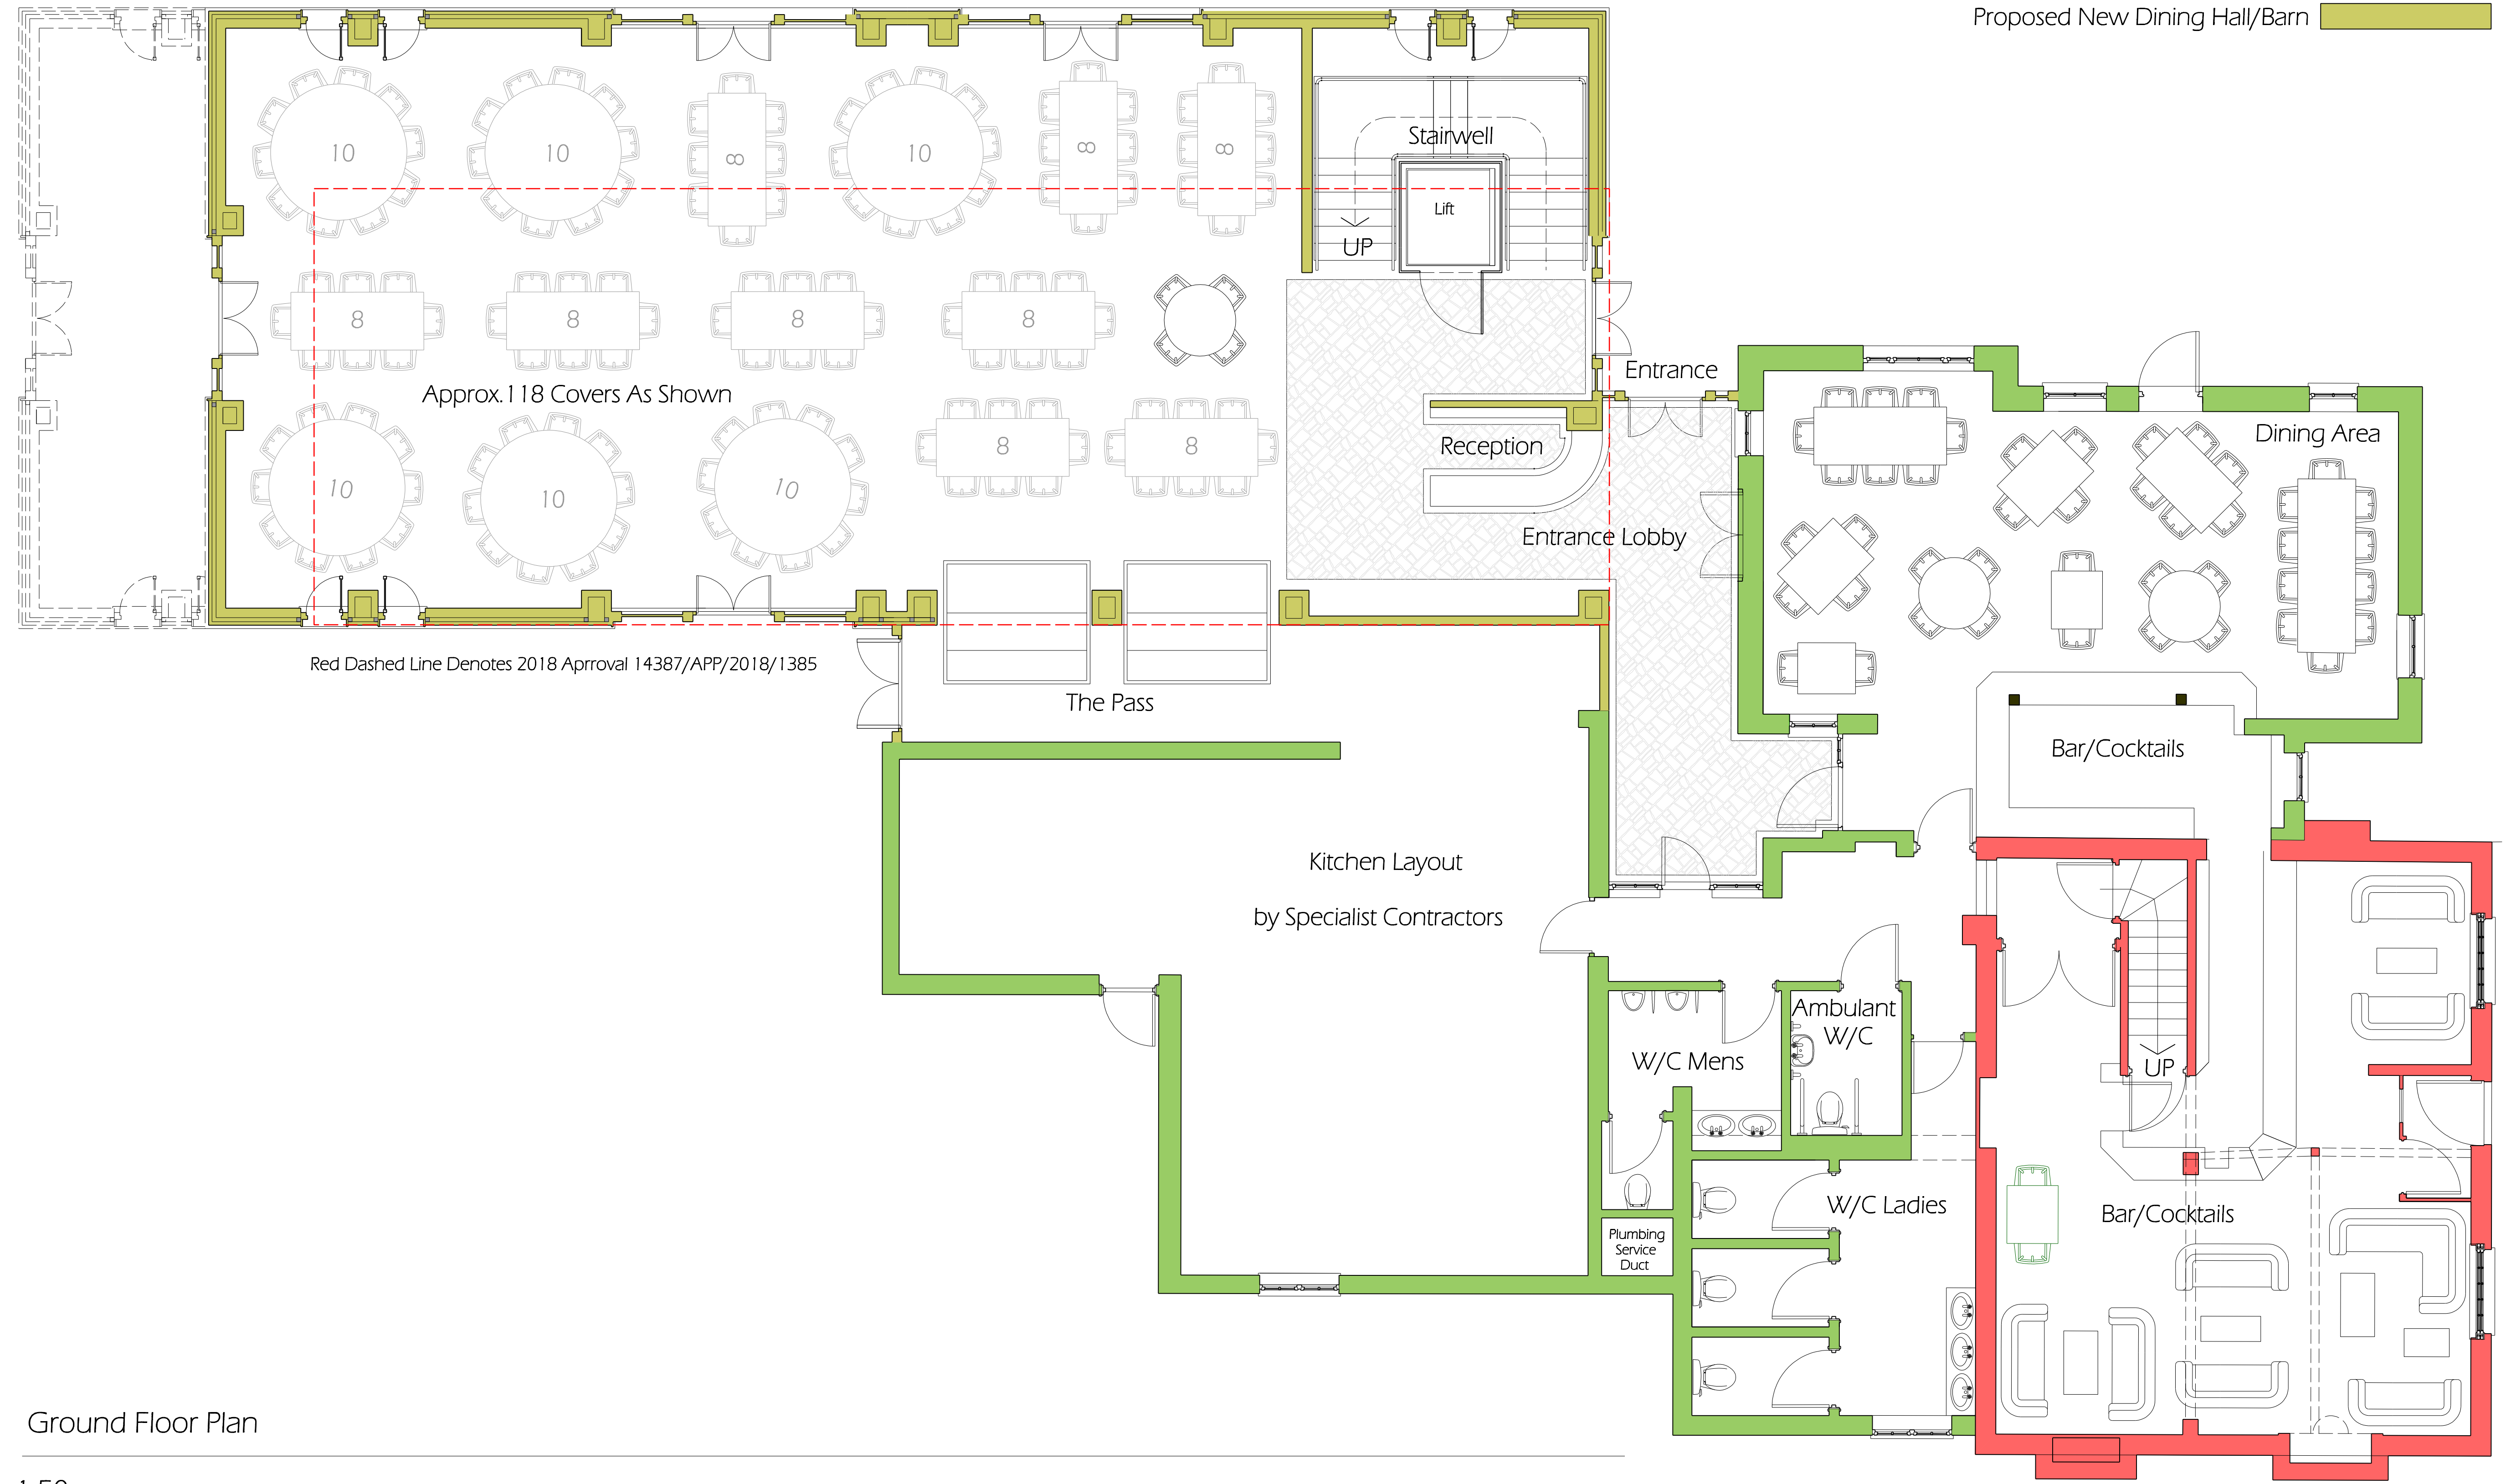 Proposed New Dining Hall/Barn
10
10
8
10
8
8
Stairwell
Lift
UP
8
8
8
8
Entrance
Approx.118 Covers As Shown
Dining Area
8
8
Reception
10
10
10
Entrance Lobby
Red Dashed Line Denotes 2018 Aprroval 14387/APP/2018/1385
The Pass
Bar/Cocktails
Kitchen Layout
by Specialist Contractors
Ambulant
W/C
W/C Mens
UP
W/C Ladies
Bar/Cocktails
Plumbing
Service
Duct
Ground Floor Plan